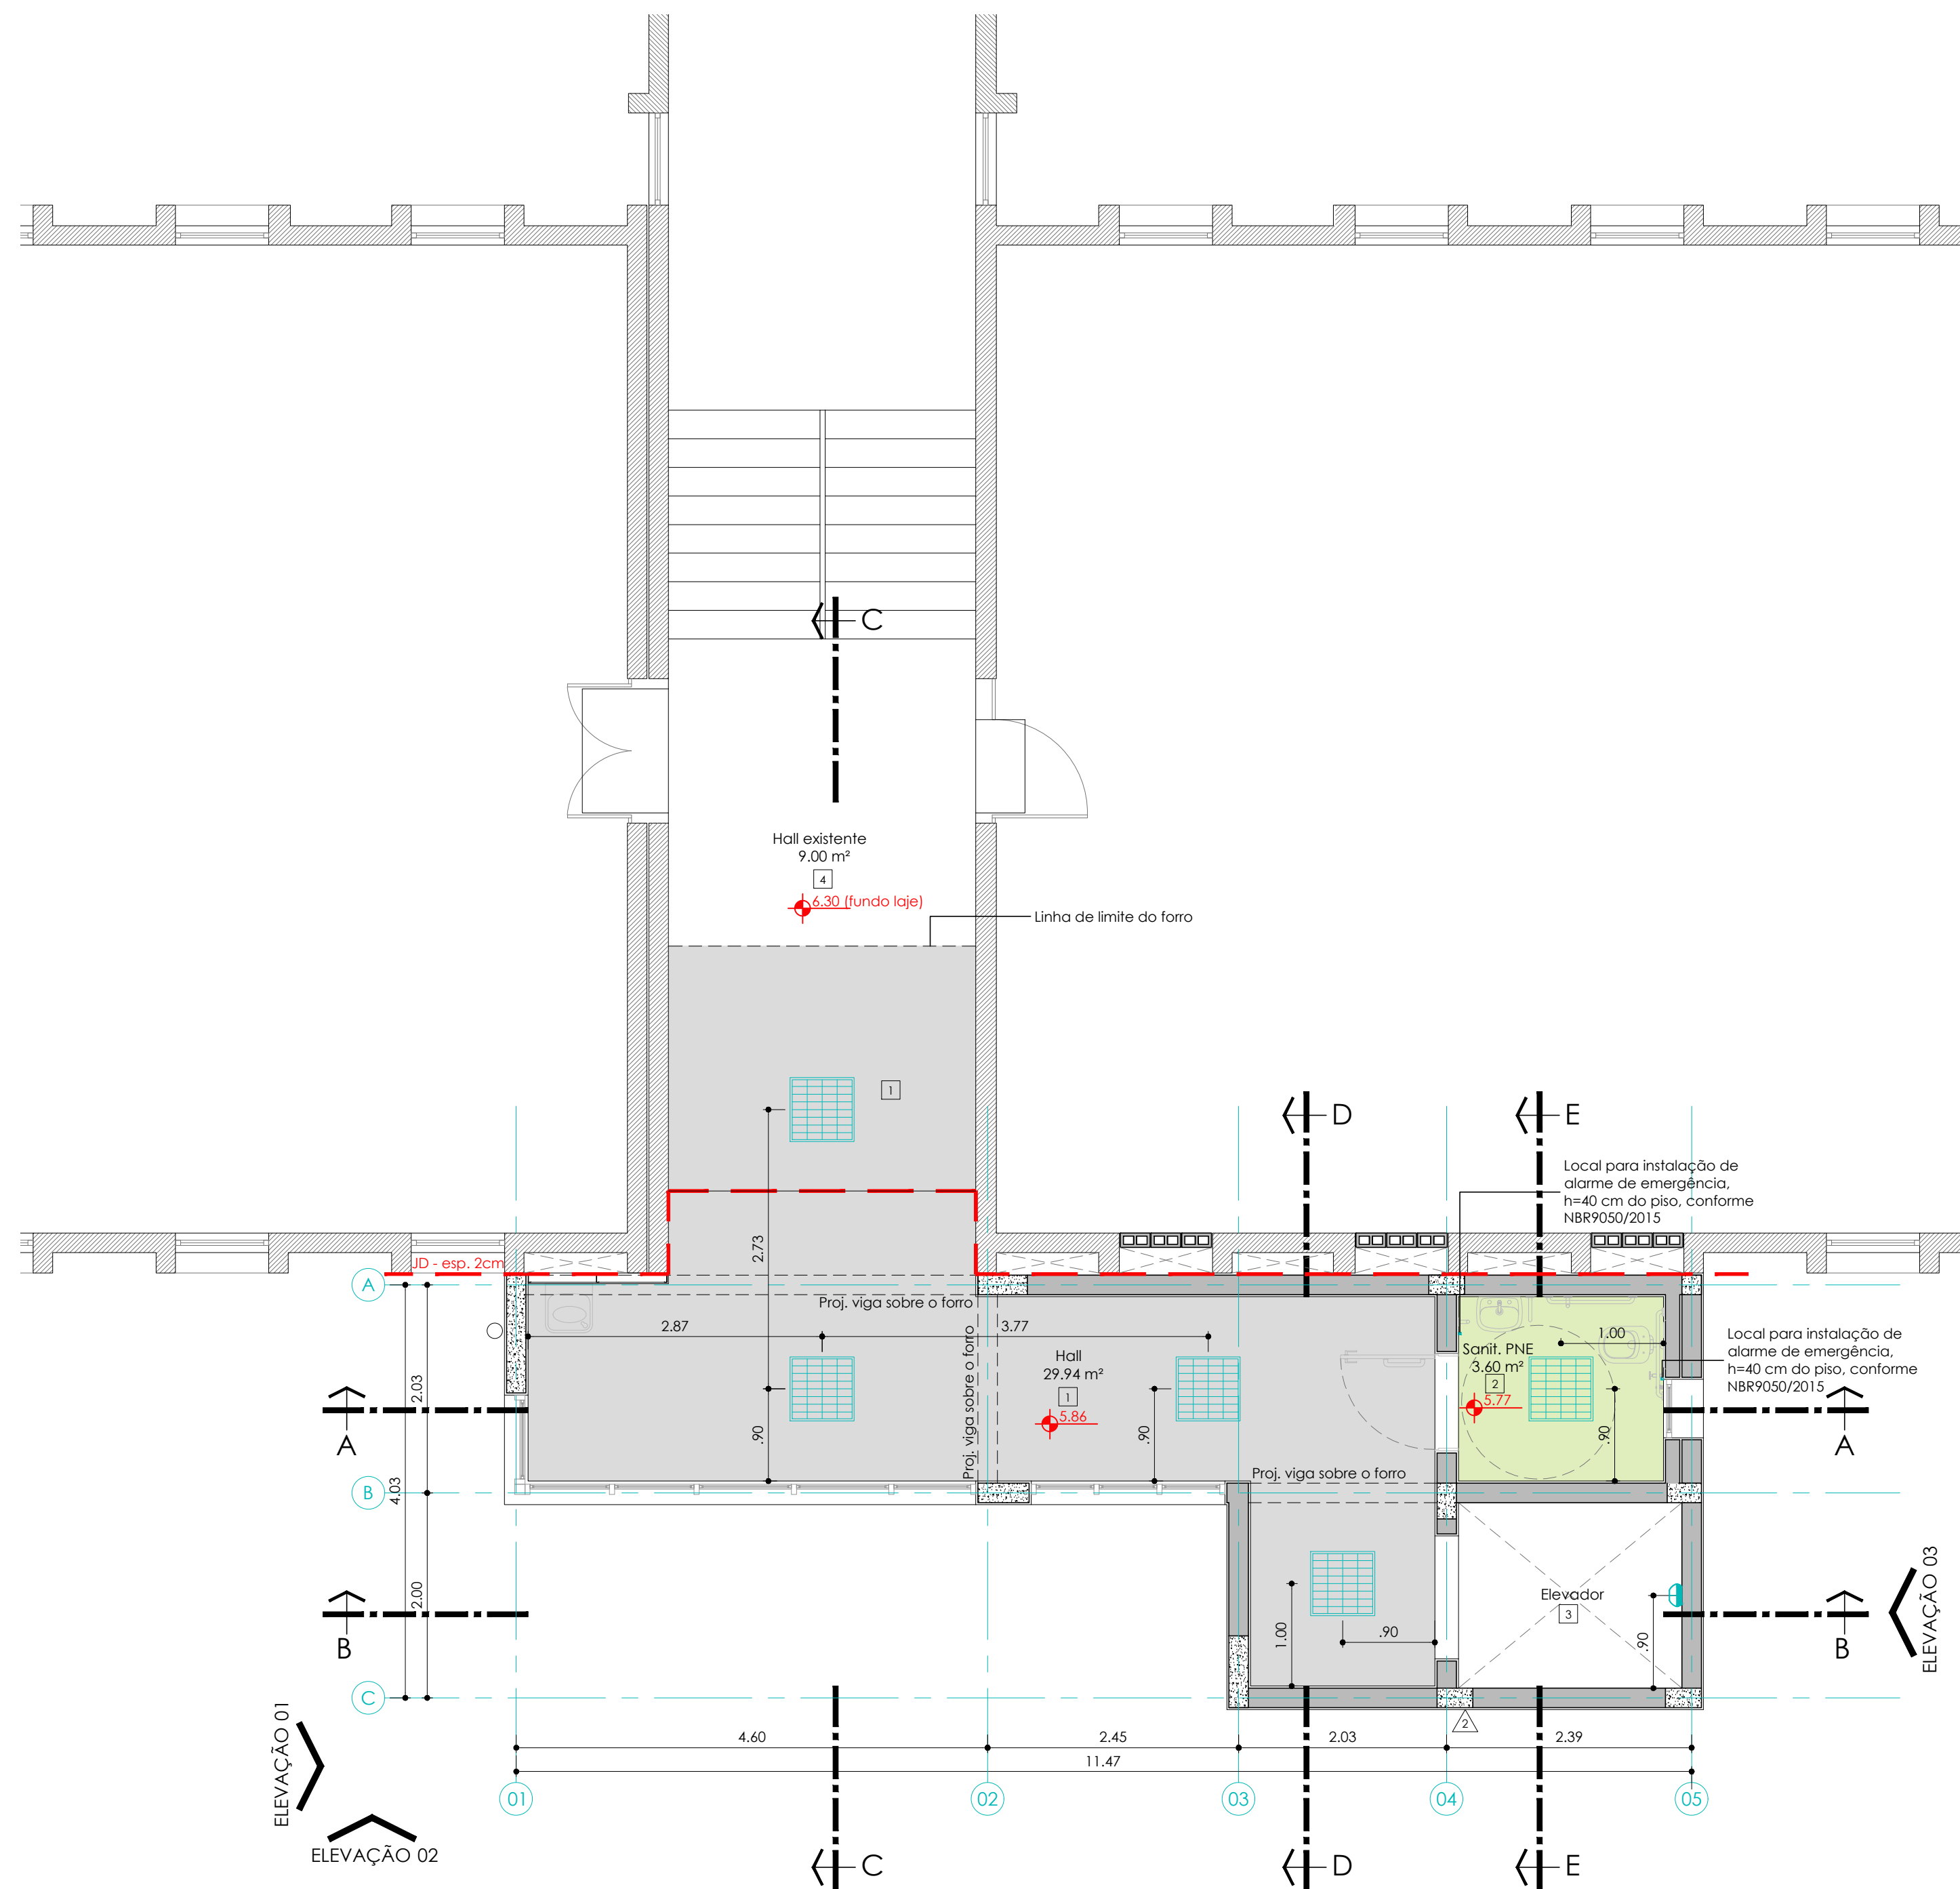 C
Hall existente
9.00 m²
4
6.30 (fundo laje)
Linha de limite do forro
1
D
E
Local para instalação de
alarme de emergência,
h=40 cm do piso, conforme
NBR9050/2015
2.73
JD - esp. 2cm
A
Proj. viga sobre o forro
2.87
3.77
1.00
Local para instalação de
alarme de emergência,
h=40 cm do piso, conforme
NBR9050/2015
Proj. viga sobre o forro
Hall
29.94 m²
1
5.86
Sanit. PNE
3.60 m²
2
5.77
2.03
A
A
.90
.90
.90
Proj. viga sobre o forro
B
4.03
2.00
B
Elevador
3
B
1.00
.90
.90
ELEVAÇÃO 03
C
2
4.60
2.45
2.03
2.39
11.47
ELEVAÇÃO 01
01
02
03
04
05
ELEVAÇÃO 02
C
D
E